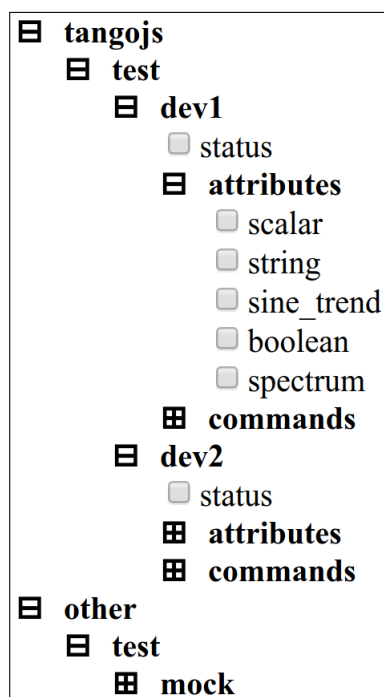 tangojs
test
dev1
status
attributes
scalar
string
sine_trend
boolean
spectrum
commands
dev2
status
attributes
commands
other
test
mock